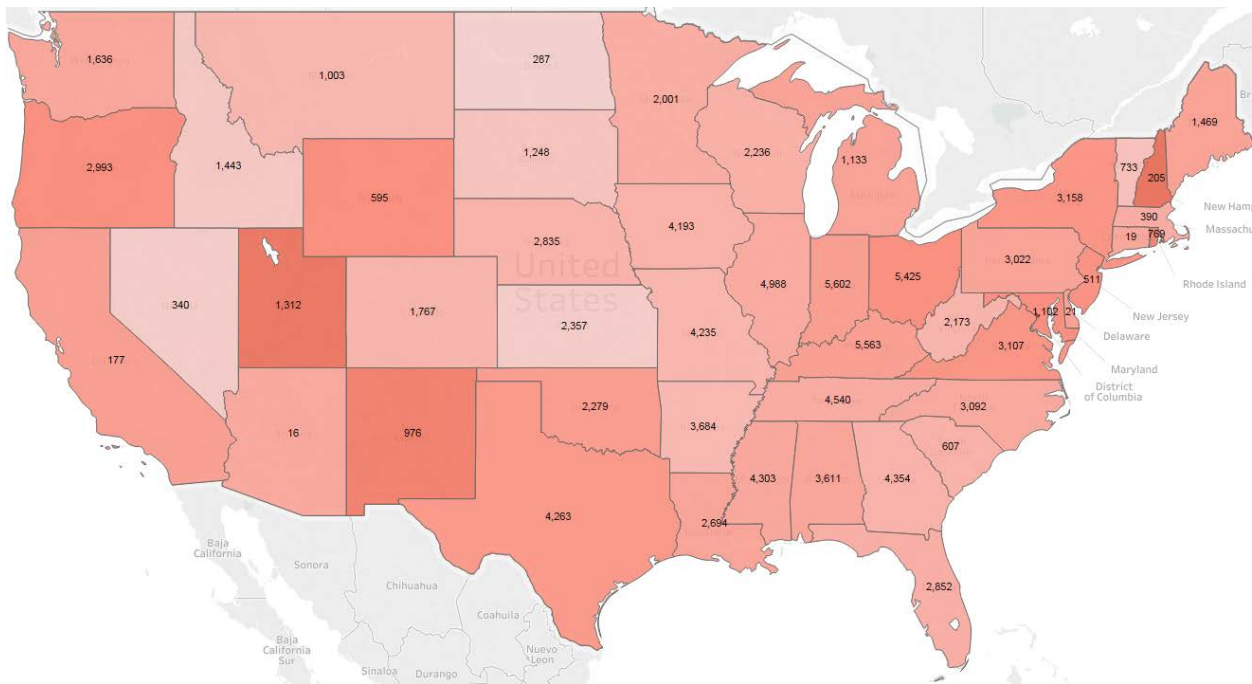 1,636
1,003
287
2,001
1,469
2,993
1,443
1,248
2,236
1,133
733
205
595
3,158
New Hamp
390
Massachu
19
769
4,193
2,835
United
States
3,022
Rhode Island
340
1,312
1,767
2,357
4,988
5,602
5,425
511
New Jersey
1,102
21
Delaware
2,173
4,235
5,563
3,107
Maryland
District
of Columbia
177
16
976
2,279
3,684
4,540
3,092
607
4,303
3,611
4,354
4,263
2,694
2,852
Baja
California
Sonora
Chihuahua
Coahuila
Baja
California
Sur
Nuevo
Leon
Sinaloa
Durango
Br